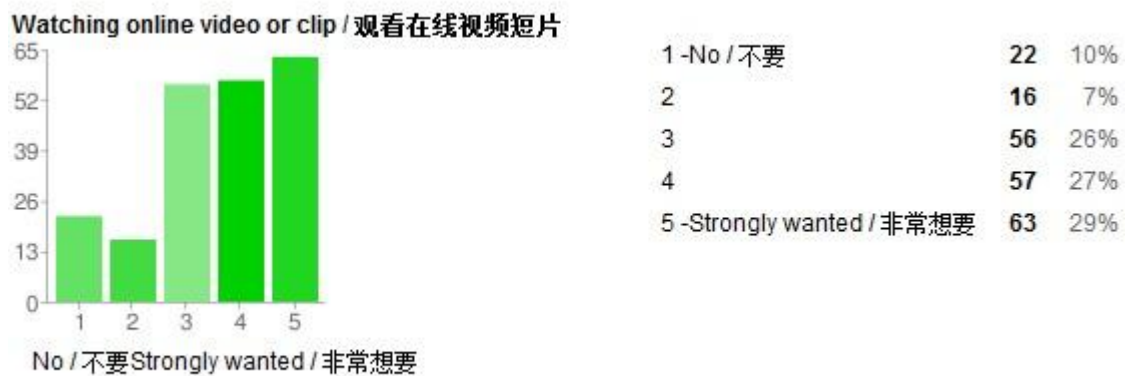 Watching online video or clip / 观看在线视频短片
65
52
39
26
13
0
1 2 3 4 5
No / 不要Strongly wanted / 非常想要
1 -No / 不要 22 10%
2 16 7%
3 56 26%
4 57 27%
5 -Strongly wanted / 非常想要 63 29%